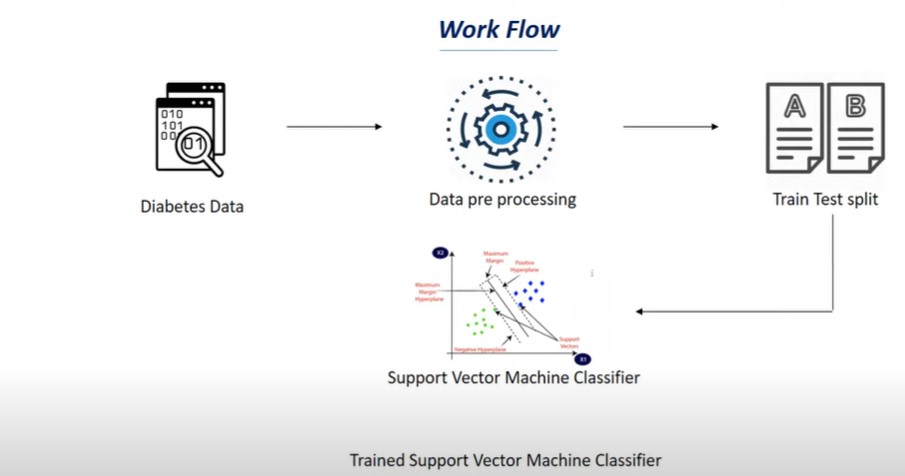 Work Flow
010
101
00
01
A
B
Diabetes Data
Data pre processing
Train Test split
X2
Maximum
Margin
Positive
Hyperplane
Maximum
Margin
Hyperplane
Support
Vectors
Negative Hyperplane
X1
Support Vector Machine Classifier
Trained Support Vector Machine Classifier